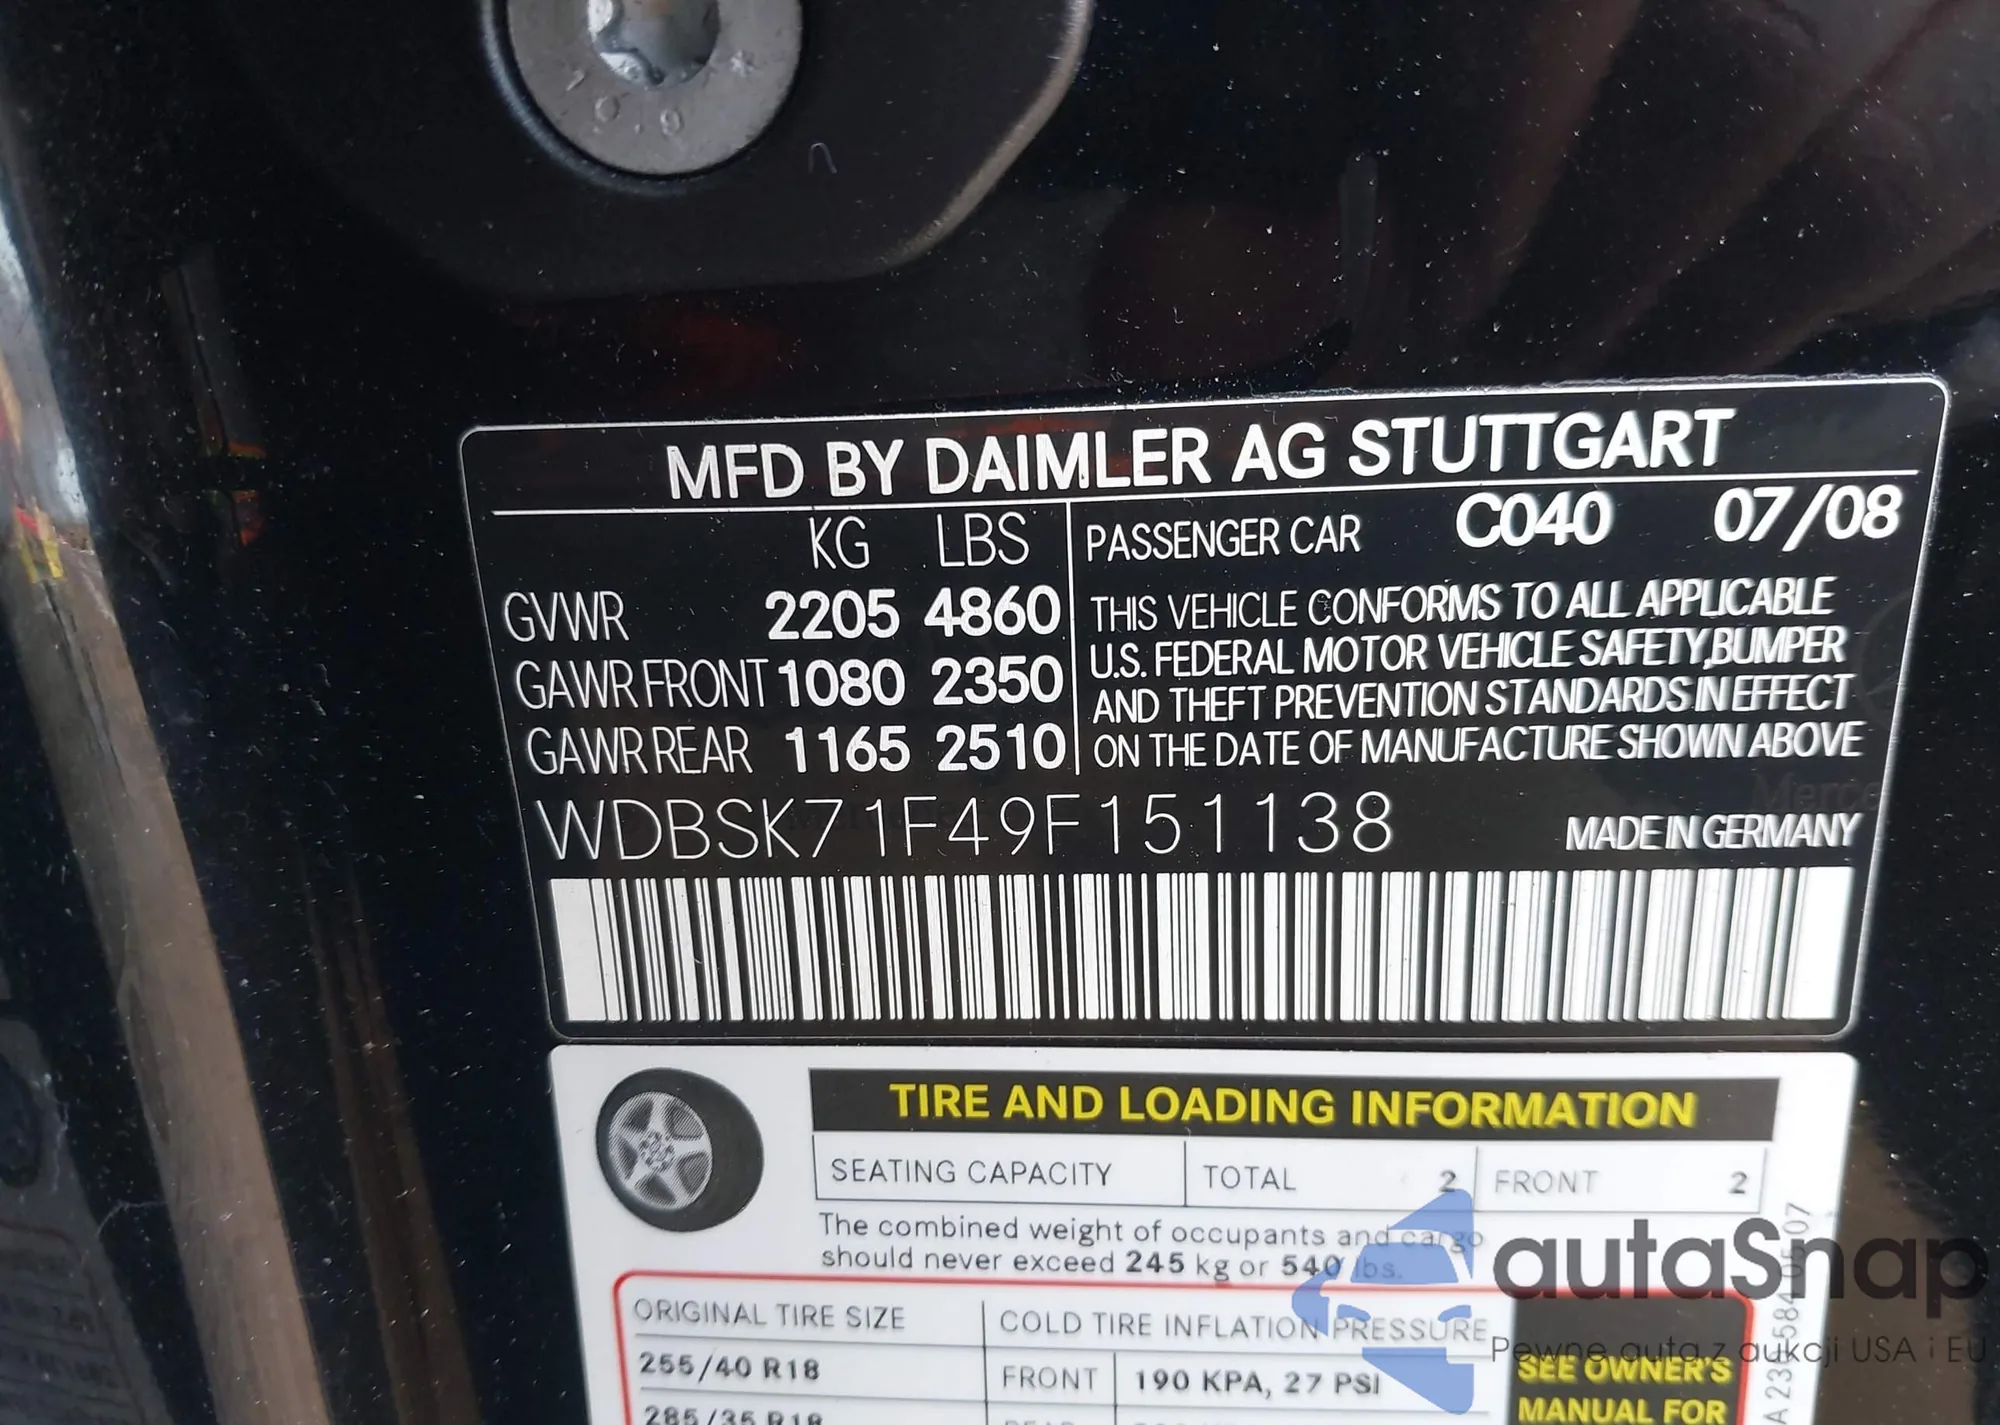 10.9
MFD BY DAIMLER AG STUTTGART
KG LBS PASSENGER CAR C040 07/08
GVWR 2205 4860
GAWR FRONT 1080 2350
GAWR REAR 1165 2510
THIS VEHICLE CONFORMS TO ALL APPLICABLE
U.S. FEDERAL MOTOR VEHICLE SAFETY,BUMPER
AND THEFT PREVENTION STANDARDS IN EFFECT
ON THE DATE OF MANUFACTURE SHOWN ABOVE
WDBSK71F49F151138 MADE IN GERMANY
TIRE AND LOADING INFORMATION
SEATING CAPACITY TOTAL 2 FRONT 2
The combined weight of occupants and cargo
should never exceed 245 kg or 540 lbs.
ORIGINAL TIRE SIZE COLD TIRE INFLATION PRESSURE
255/40 R18 FRONT 190 KPA, 27 PSI
285/35 R18
SEE OWNER'S
MANUAL FOR
autaSnap
Pewne auta z aukcji USA i EU